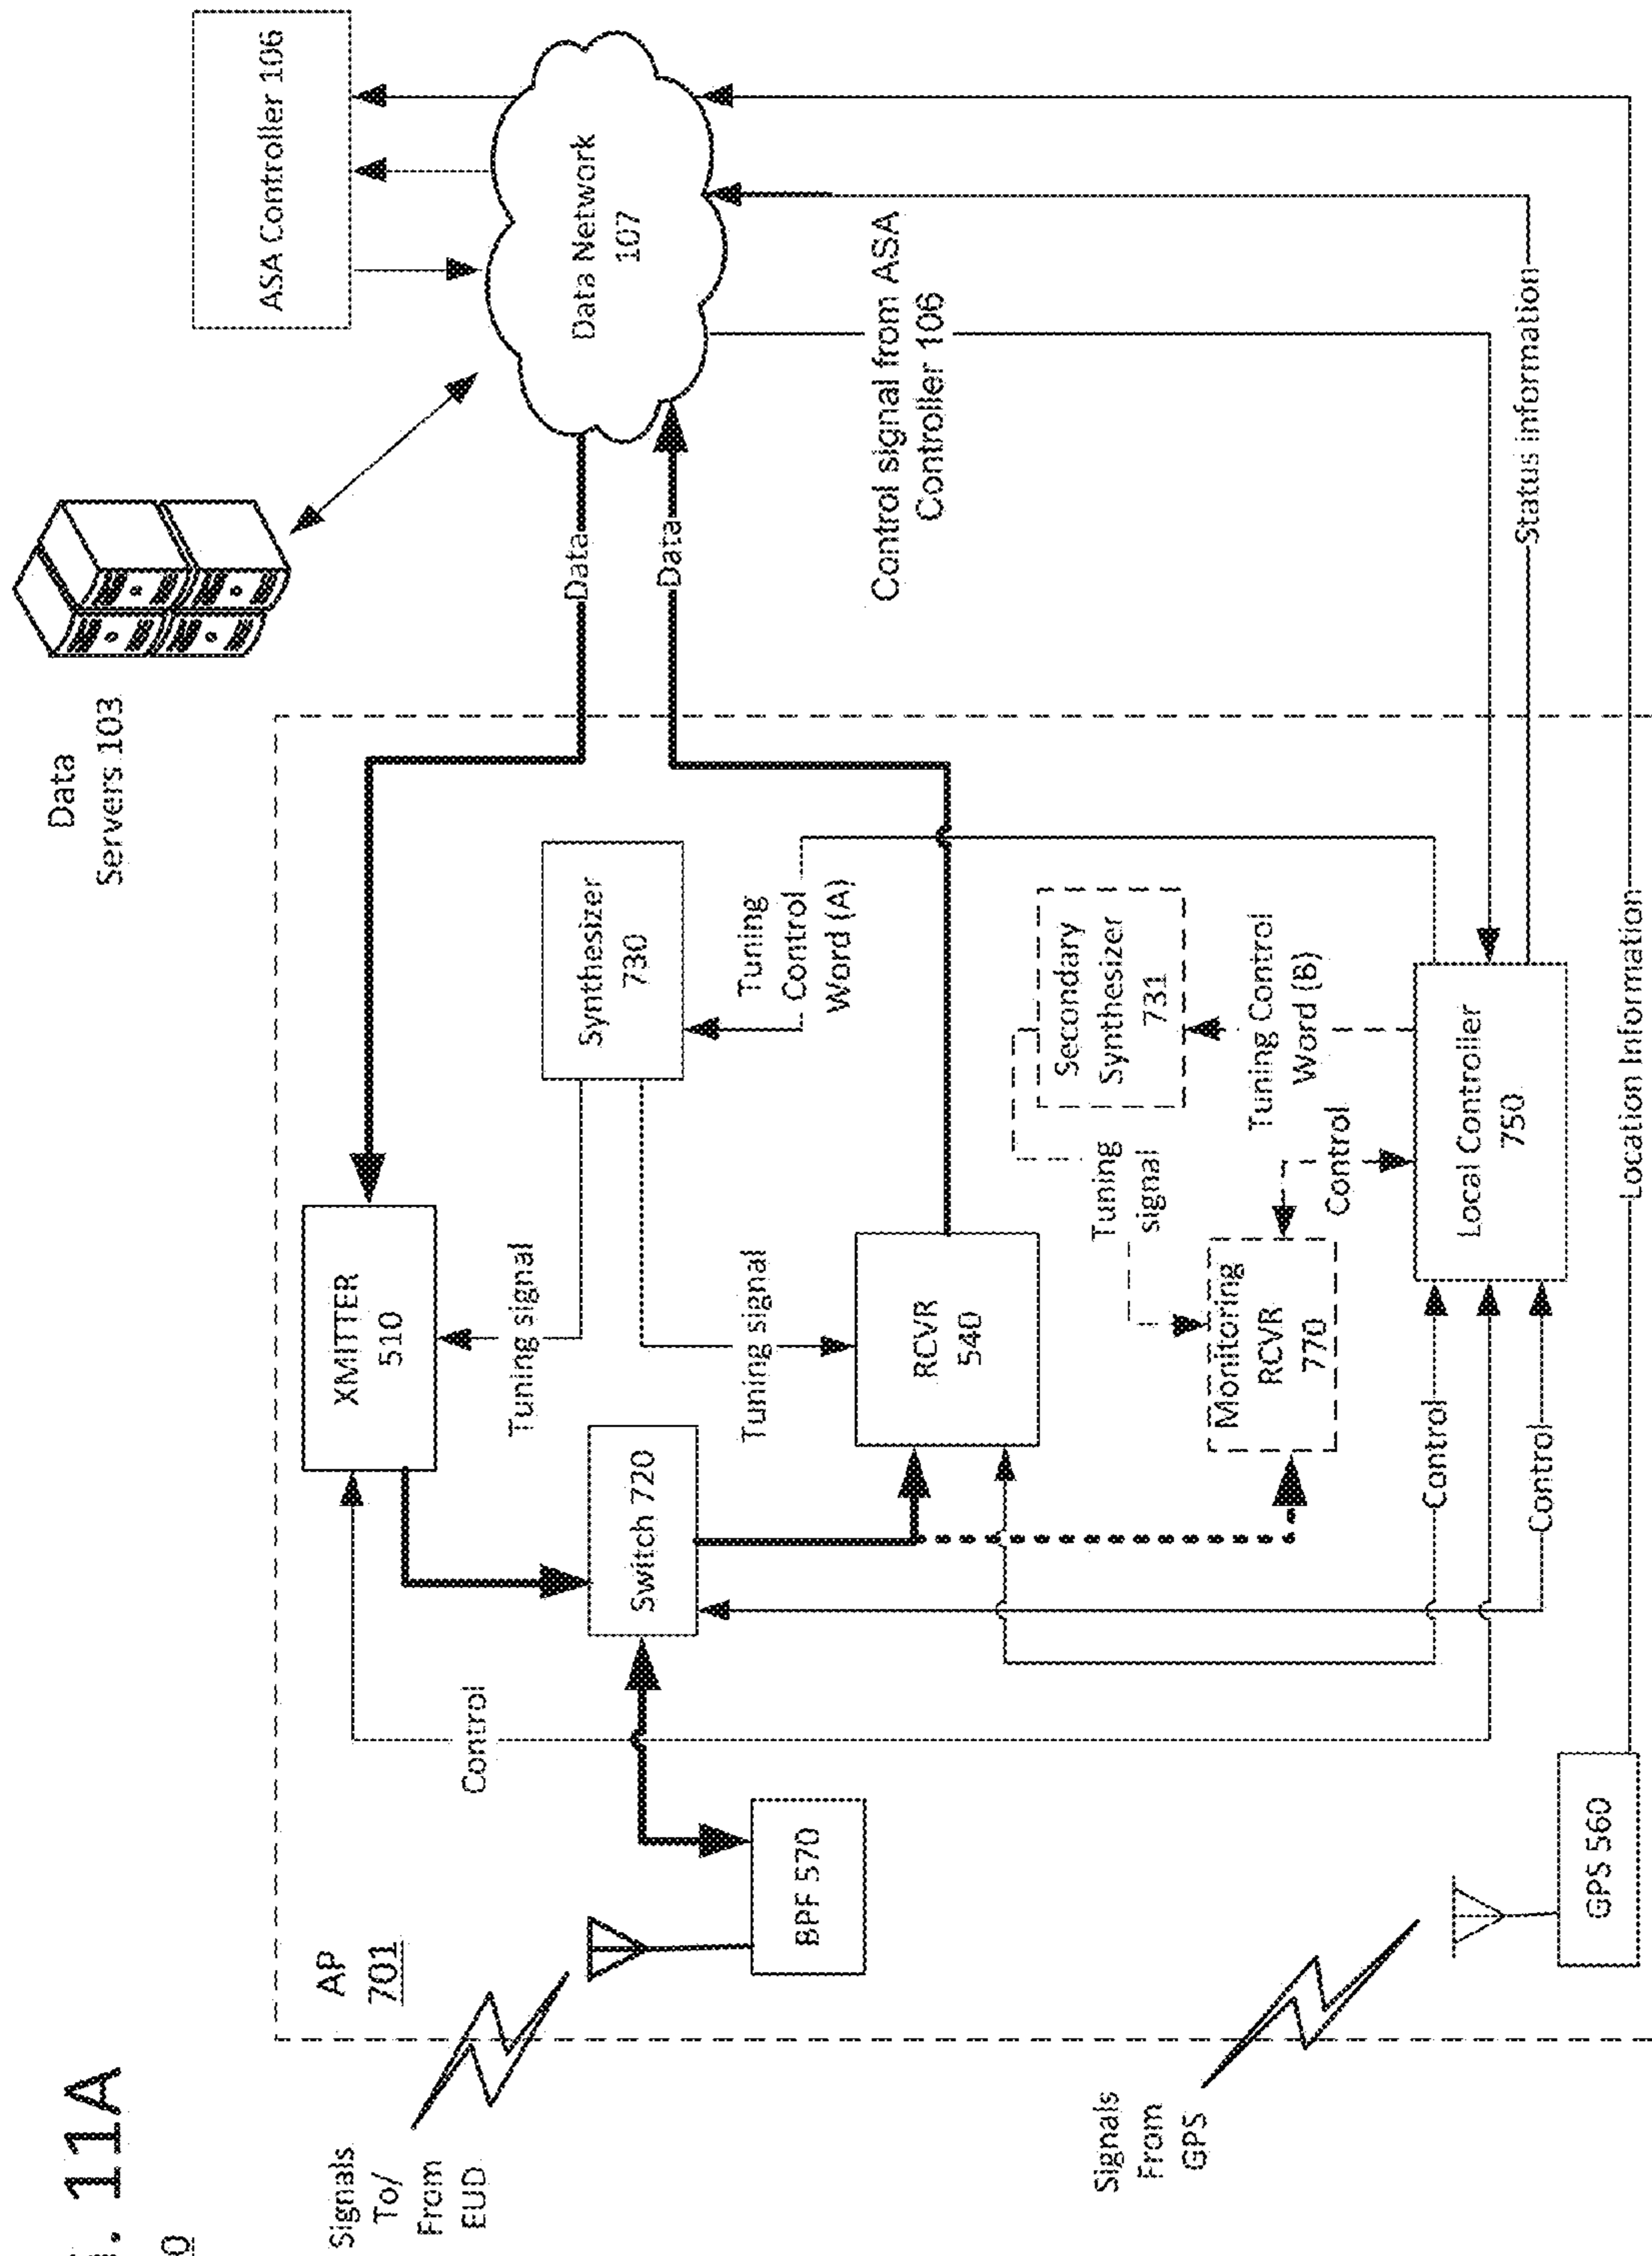 11A
0
AP
701
Signals
To/
From
EUD
Signals
From
GPS
BPF 570
GPS 560
Control
Switch 720
XMITTER
510
Tuning signal
Tuning signal
RCVR
540
Control
Control
Monitoring
RCVR
770
Tuning
signal
Control
Secondary
Synthesizer
731
Tuning Control
Word (B)
Local Controller
750
Synthesizer
730
Tuning
Control
Word (A)
Data
Servers 103
Data
Data
Control signal from ASA
Controller 106
Status information
Location Information
Data Network
107
ASA Controller 106